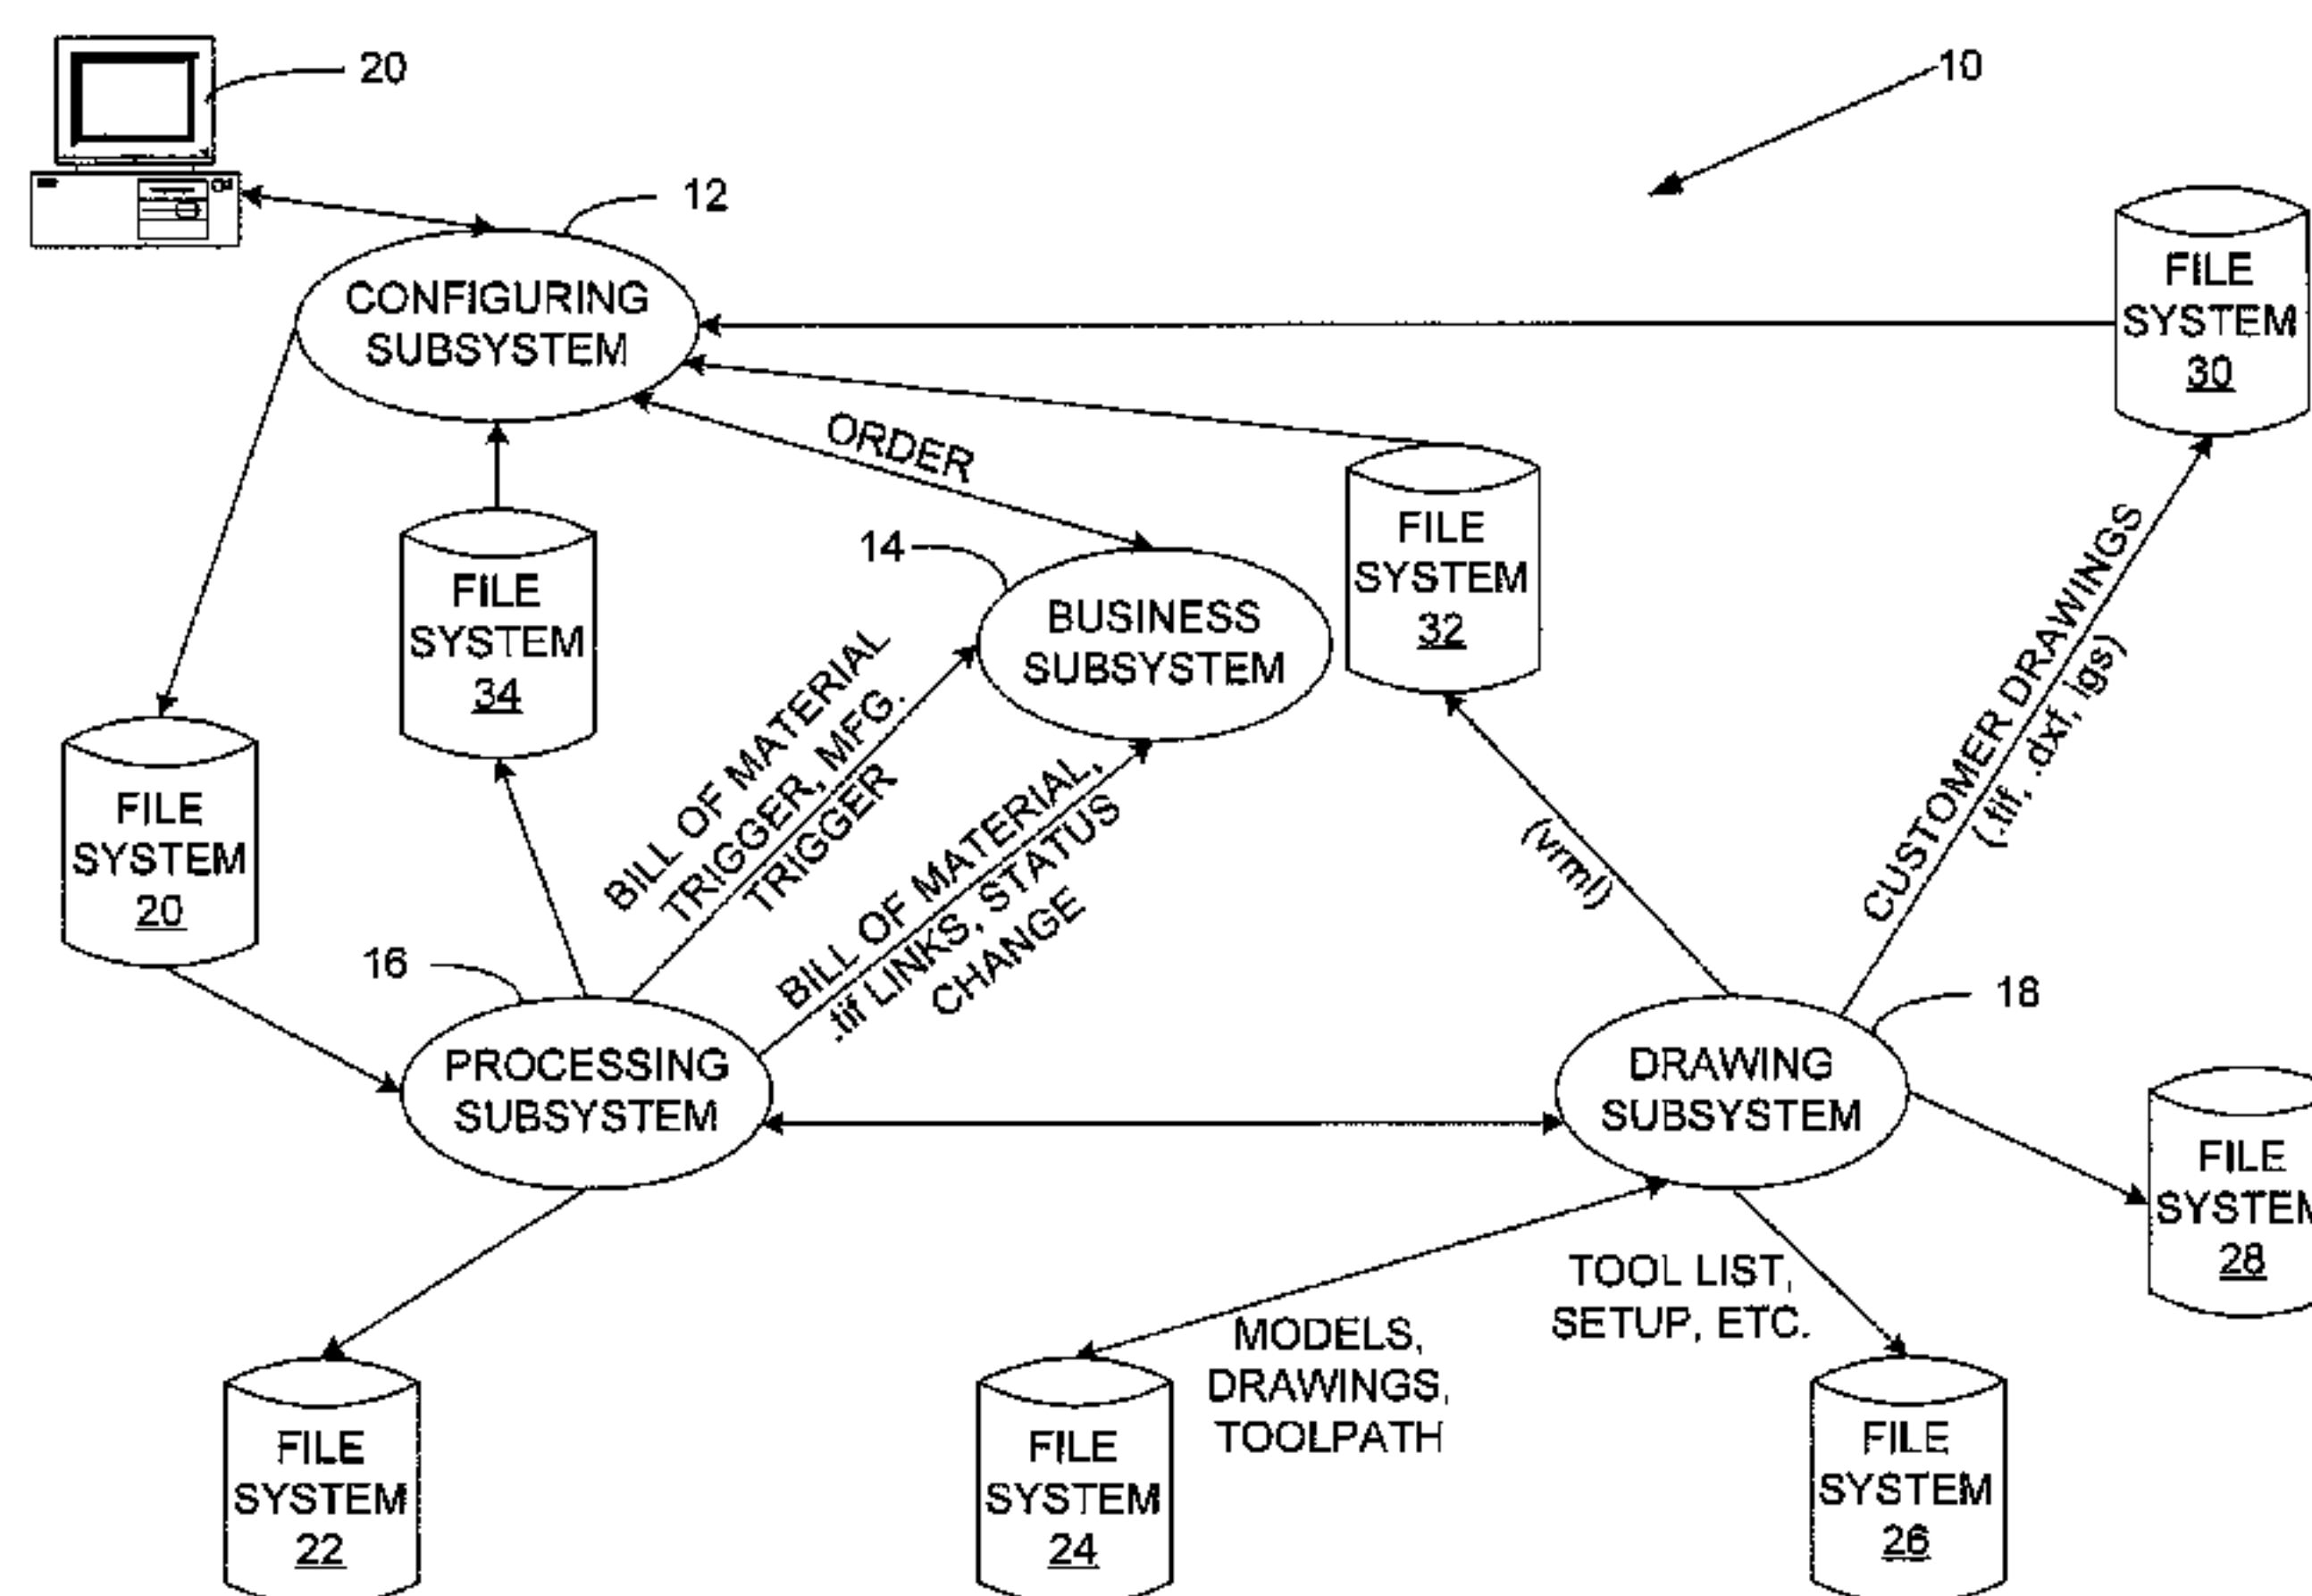 20
10
12
CONFIGURING
SUBSYSTEM
FILE
SYSTEM
30
ORDER
FILE
SYSTEM
32
14
BUSINESS
SUBSYSTEM
FILE
SYSTEM
34
CUSTOMER DRAWINGS
(.tif, .dxf, igs)
BILL OF MATERIAL
TRIGGER, MFG.
TRIGGER
BILL OF MATERIAL,
.tif LINKS, STATUS
CHANGE
(vrml)
FILE
SYSTEM
20
16
PROCESSING
SUBSYSTEM
18
DRAWING
SUBSYSTEM
FILE
SYSTEM
28
TOOL LIST,
SETUP, ETC.
MODELS,
DRAWINGS,
TOOLPATH
FILE
SYSTEM
22
FILE
SYSTEM
24
FILE
SYSTEM
26